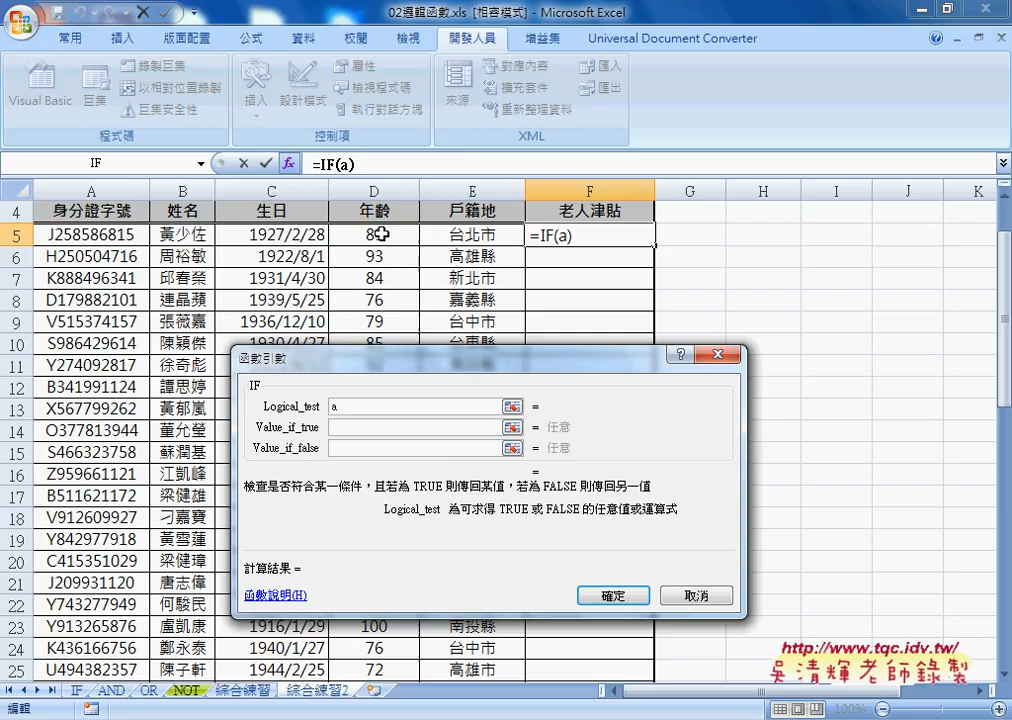 02邏輯函數.xls [相容模式] - Microsoft Excel
常用 插入 版面配置 公式 資料 校閱 檢視 開發人員 增益集 Universal Document Converter
錄製巨集 屬性 對應內容 匯入
以相對位置錄製 檢視程式碼 擴充套件 匯出
Visual Basic 巨集 巨集安全性 插入 設計模式 執行對話方塊 來源 重新整理資料
程式碼 控制項 XML
IF =IF(a)
A B C D E F G H I J K
4 身分證字號 姓名 生日 年齡 戶籍地 老人津貼
5 J258586815 黃少佐 1927/2/28 8 台北市 =IF(a)
6 H250504716 周裕敏 1922/8/1 93 高雄縣
7 K888496341 邱春榮 1931/4/30 84 新北市
8 D179882101 連晶蘋 1939/5/25 76 嘉義縣
9 V515374157 張薇嘉 1936/12/10 79 台中市
10 S986429614 陳穎傑 1930/4/27 85 台東縣
11 Y274092817 徐奇彪
12 B341991124 譚思婷
13 X567799262 黃郁嵐
14 O377813944 董允瑩
15 S466323758 蘇潤基
16 Z959661121 江凱峰
17 B511621172 梁健雄
18 V912609927 刁嘉寶
19 Y842977918 黃雪蓮
20 C415351029 梁健瑋
21 J209931120 唐志偉
22 Y743277949 何駿民
23 Y913265876 盧凱康 1916/1/29 100 南投縣
24 K436166756 鄭永泰 1940/1/27 76 台中市
25 U494382357 陳子軒 1944/2/25 72 高雄市
函數引數
IF
Logical_test a =
Value_if_true = 任意
Value_if_false = 任意
=
檢查是否符合某一條件，且若為 TRUE 則傳回某值，若為 FALSE 則傳回另一值
Logical_test 為可求得 TRUE 或 FALSE 的任意值或運算式
計算結果 =
函數說明(H) 確定 取消
http://www.tqc.idv.tw/
吳清輝老師錄製
IF AND OR NOT 綜合練習 綜合練習2
編輯 100%